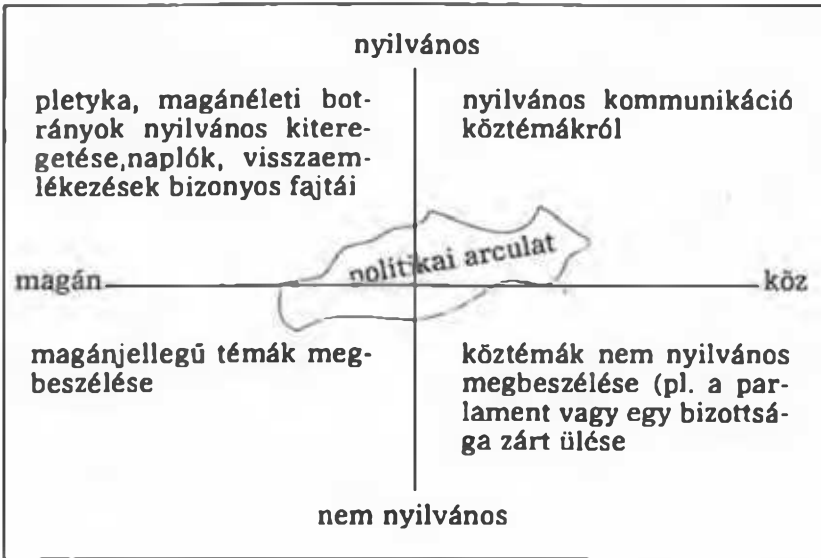 nyilvános
pletyka, magánéleti bot-
rányok nyilvános kitere-
getése,naplók, visszaem-
lékezések bizonyos fajtái
nyilvános kommunikáció
köztémákról
politikai arculat
magán
köz
magánjellegű témák meg-
beszélése
köztémák nem nyilvános
megbeszélése (pl. a par-
lament vagy egy bizottsá-
ga zárt ülése
nem nyilvános